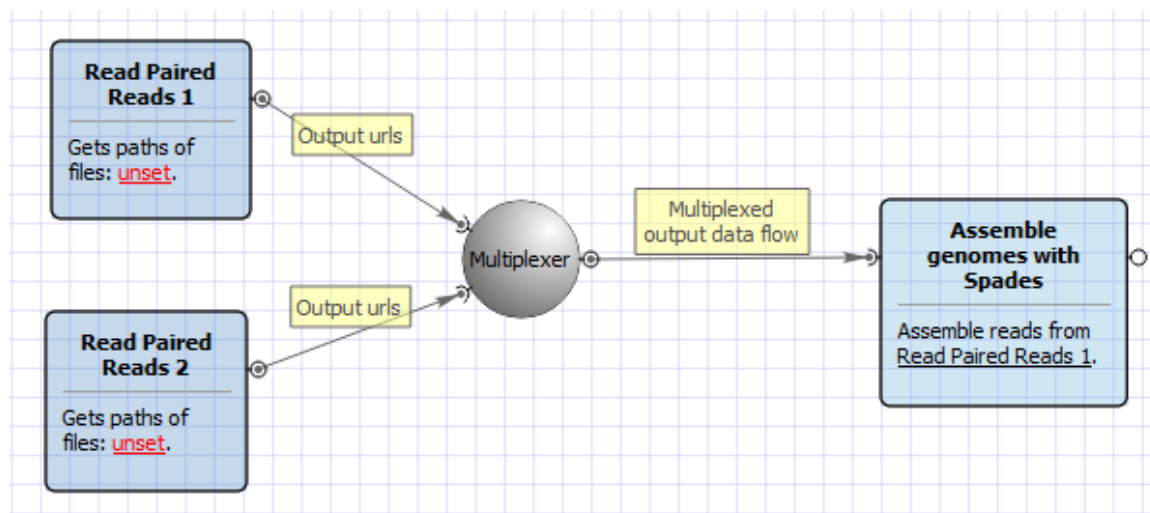 Read Paired
Reads 1
Gets paths of
files: unset.
Output urls
Read Paired
Reads 2
Gets paths of
files: unset.
Output urls
Multiplexer
Multiplexed
output data flow
Assemble
genomes with
Spades
Assemble reads from
Read Paired Reads 1.